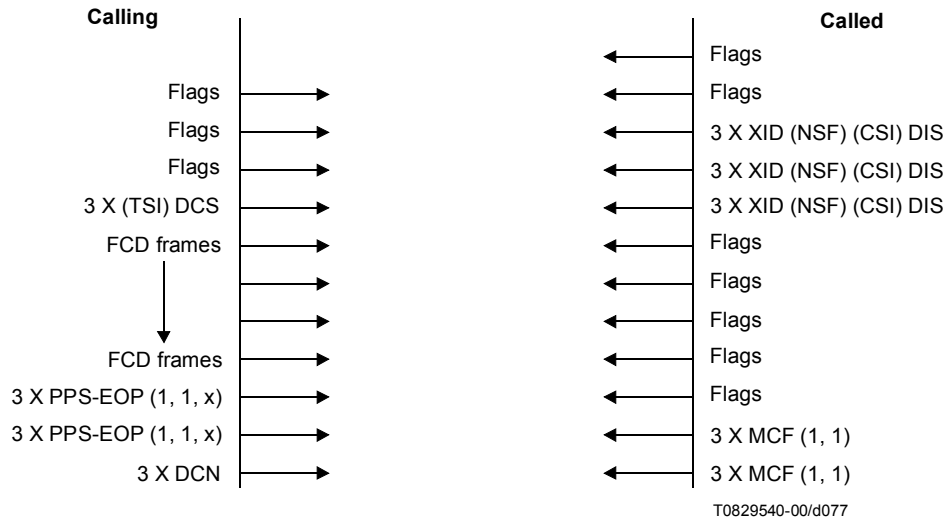 Calling
Called
Flags
Flags
Flags
Flags
3 X XID (NSF) (CSI) DIS
Flags
3 X XID (NSF) (CSI) DIS
3 X (TSI) DCS
3 X XID (NSF) (CSI) DIS
FCD frames
Flags
Flags
Flags
FCD frames
Flags
3 X PPS-EOP (1, 1, x)
Flags
3 X PPS-EOP (1, 1, x)
3 X MCF (1, 1)
3 X DCN
3 X MCF (1, 1)
T0829540-00/d077